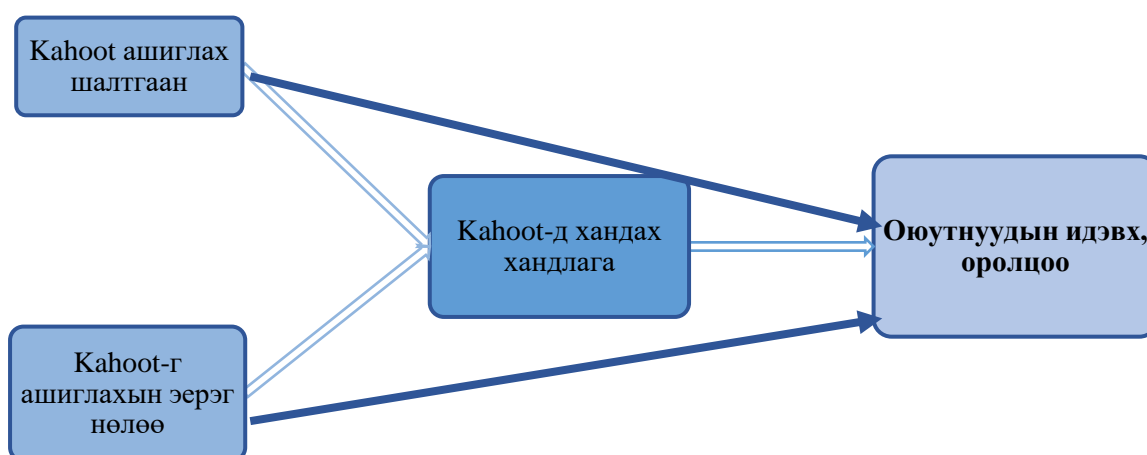 Kahoot ашиглах
шалтгаан
Kahoot-д хандах
хандлага
Оюутнуудын идэвх,
оролцоо
Kahoot-г
ашиглахын эерэг
нөлөө